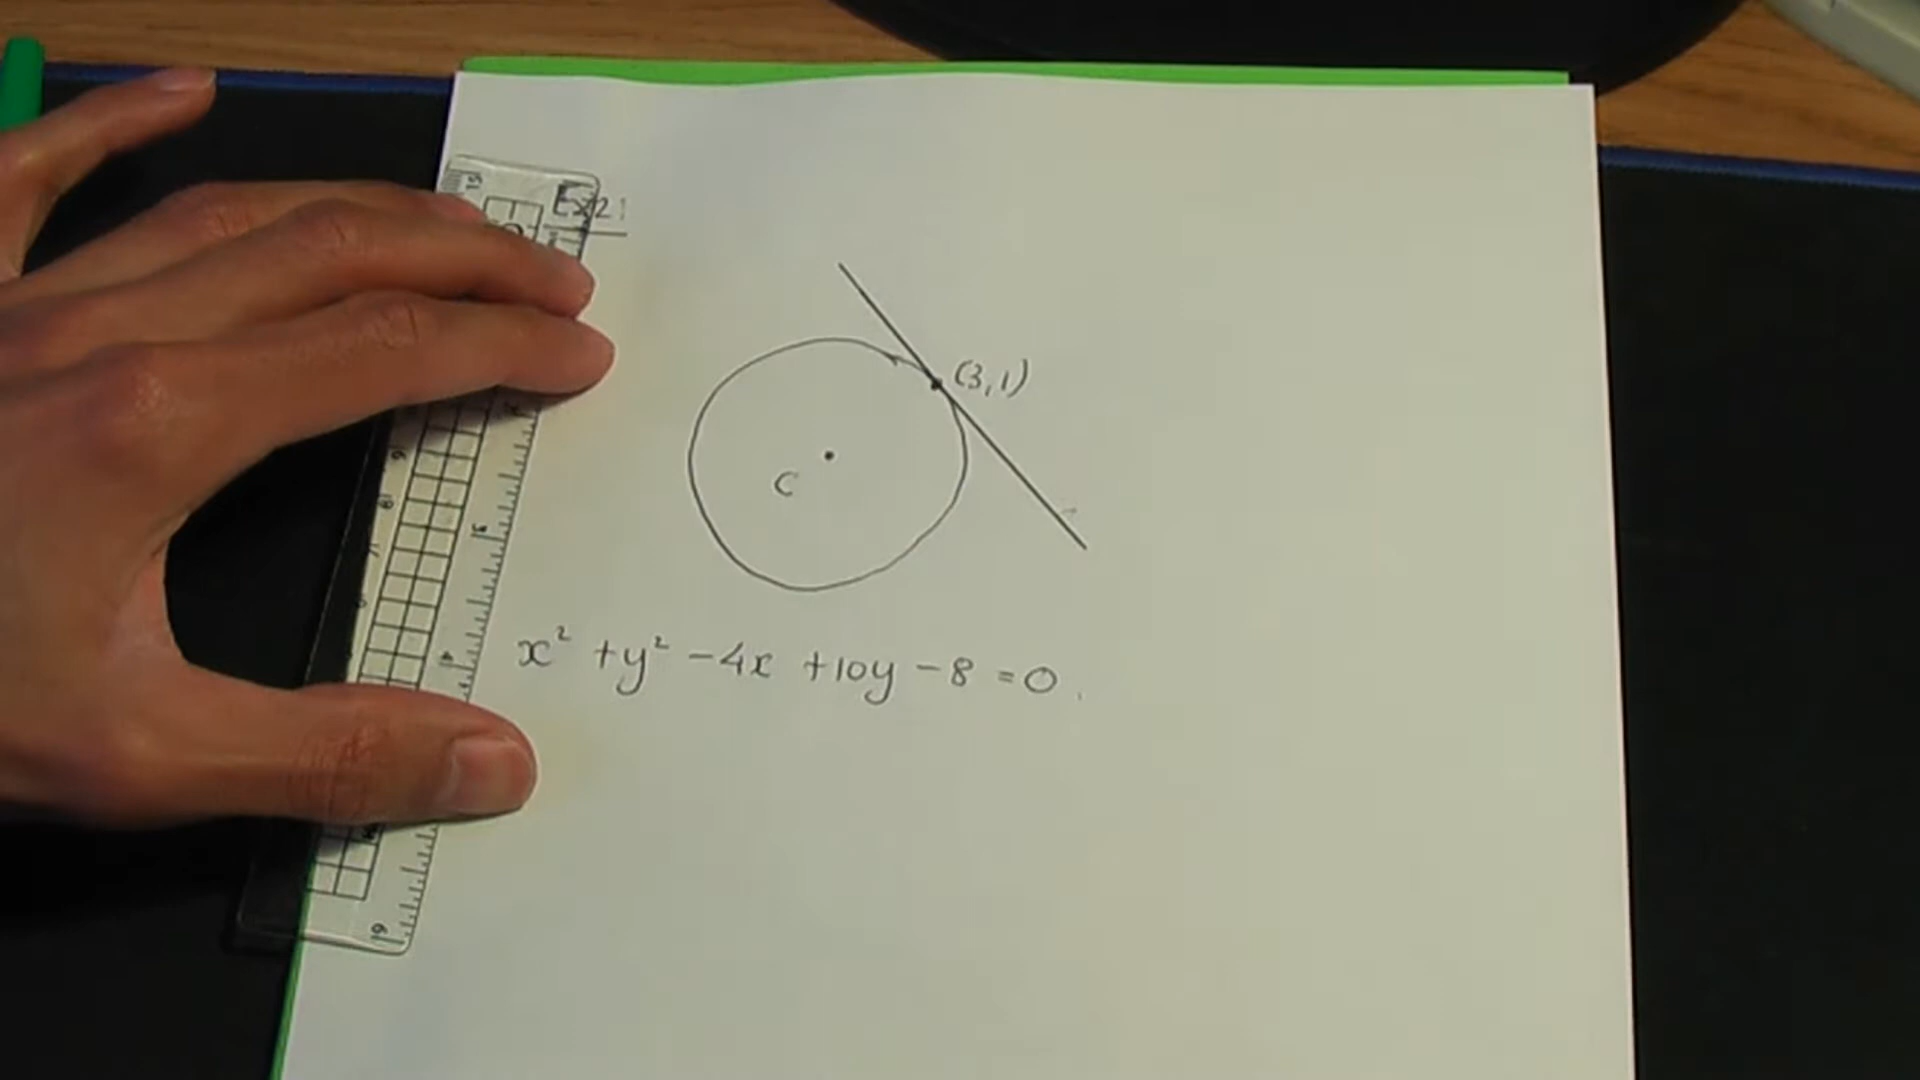 Ex2:
(3,1)
C
x² +y² -4x +10y -8 =0